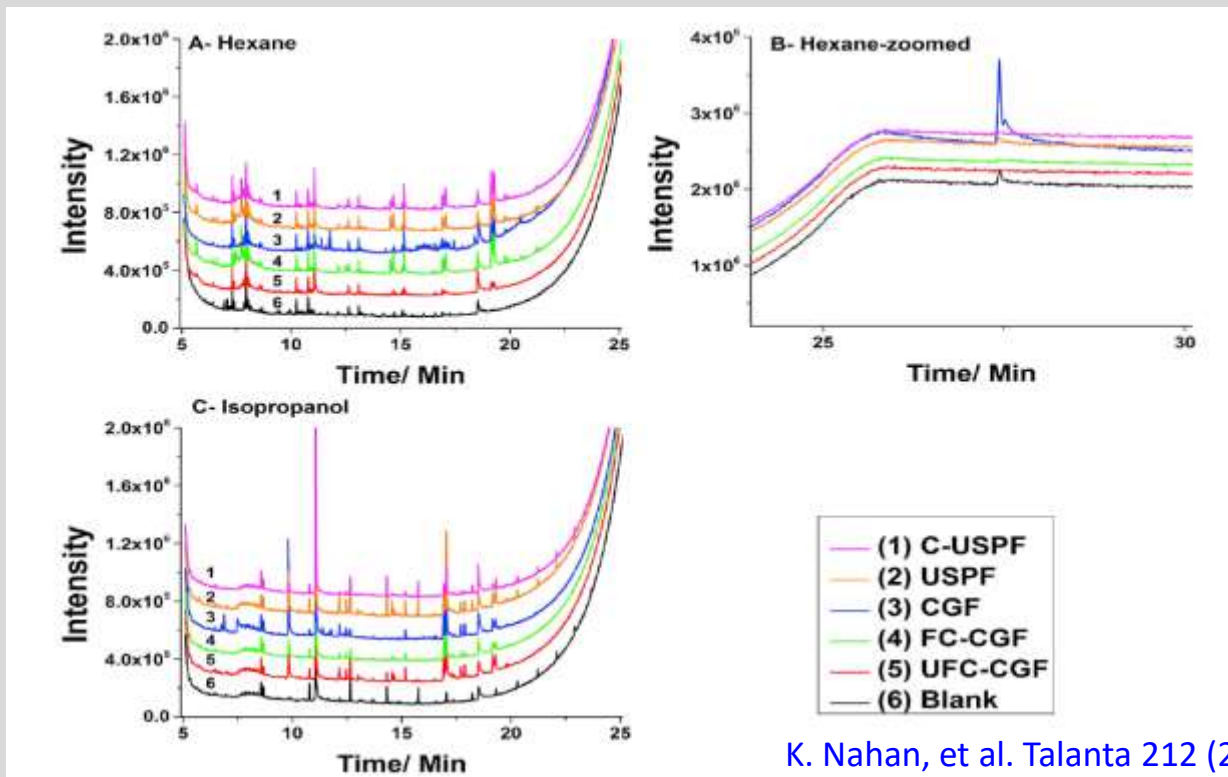 A- Hexane
2.0x10⁶
1.6x10⁶
1.2x10⁶
8.0x10⁵
4.0x10⁵
0.0
Intensity
1
2
3
4
5
6
5
10
15
20
25
Time/ Min
B- Hexane-zoomed
4x10⁶
3x10⁶
2x10⁶
1x10⁶
Intensity
25
30
Time/ Min
C- Isopropanol
2.0x10⁶
1.6x10⁶
1.2x10⁶
8.0x10⁵
4.0x10⁵
0.0
Intensity
1
2
3
4
5
6
5
10
15
20
25
Time/ Min
(1) C-USPF
(2) USPF
(3) CGF
(4) FC-CGF
(5) UFC-CGF
(6) Blank
K. Nahan, et al. Talanta 212 (2